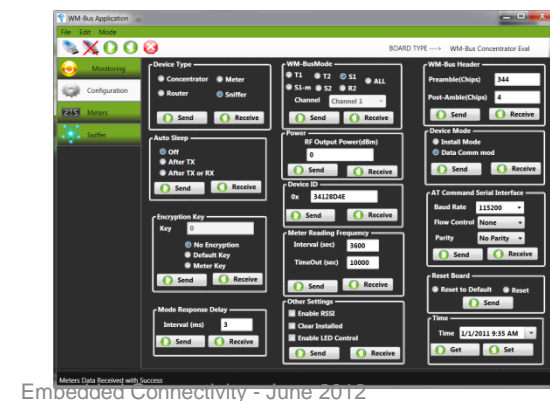 WM-Bus Application
File Edit Mode
BOARD TYPE ---> WM-Bus Concentrator Eval
Monitoring
Configuration
Meters
Sniffer
Device Type
Concentrator Meter
Router Sniffer
Send Receive
Auto Sleep
Off
After TX
After TX or RX
Send Receive
Encryption Key
Key 0
No Encryption
Default Key
Meter Key
Send Receive
Mode Response Delay
Interval (ms) 3
Send Receive
WM-BusMode
T1 T2 S1 ALL
S1-m S2 R2
Channel Channel 1
Send Receive
Power
RF Output Power(dBm)
0
Send Receive
Device ID
0x 34128D4E
Send Receive
Meter Reading Frequency
Interval (sec) 3600
TimeOut (sec) 10000
Send Receive
Other Settings
Enable RSSI
Clear Installed
Enable LED Control
Send Receive
WM-Bus Header
Preamble(Chips) 344
Post-Amble(Chips) 4
Send Receive
Device Mode
Install Mode
Data Comm mod
Send Receive
AT Command Serial Interface
Baud Rate 115200
Flow Control None
Parity No Parity
Send Receive
Reset Board
Reset to Default Reset
Send
Time
Time 1/1/2011 9:35 AM
Get Set
Meters Data Received with Success
Embedded Connectivity - June 2012